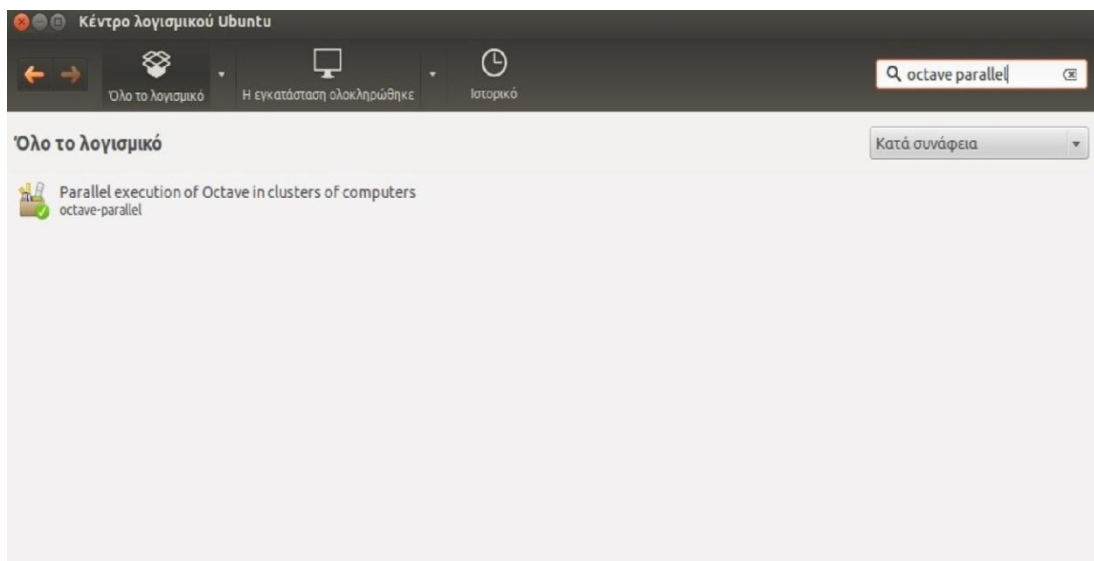 Κέντρο λογισμικού Ubuntu
Όλο το λογισμικό
Η εγκατάσταση ολοκληρώθηκε
Ιστορικό
octave parallel
Όλο το λογισμικό
Κατά συνάφεια
Parallel execution of Octave in clusters of computers
octave-parallel